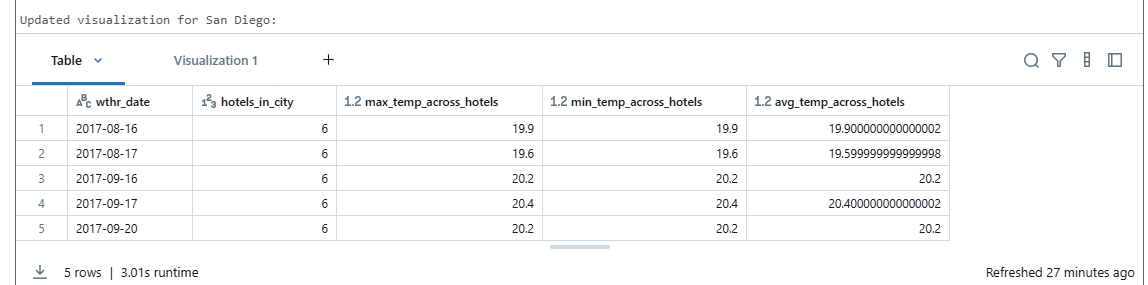 Updated visualization for San Diego:
Table Visualization 1 +
ABC wthr_date 123 hotels_in_city 1.2 max_temp_across_hotels 1.2 min_temp_across_hotels 1.2 avg_temp_across_hotels
1 2017-08-16 6 19.9 19.9 19.900000000000002
2 2017-08-17 6 19.6 19.6 19.599999999999998
3 2017-09-16 6 20.2 20.2 20.2
4 2017-09-17 6 20.4 20.4 20.400000000000002
5 2017-09-20 6 20.2 20.2 20.2
5 rows | 3.01s runtime Refreshed 27 minutes ago